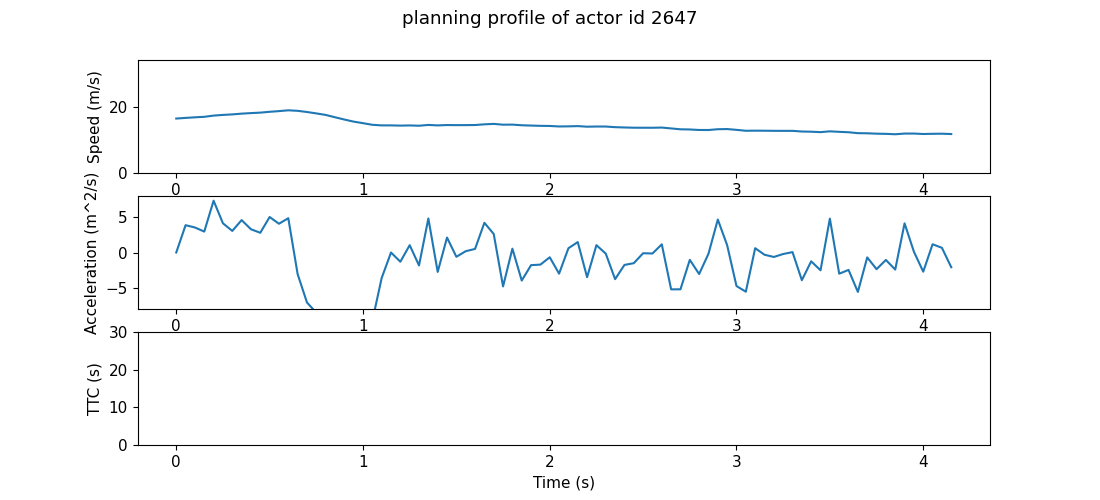 planning profile of actor id 2647
Speed (m/s)
20
0
0 1 2 3 4
Acceleration (m^2/s)
5
0
−5
0 1 2 3 4
TTC (s)
30
20
10
0
0 1 2 3 4
Time (s)